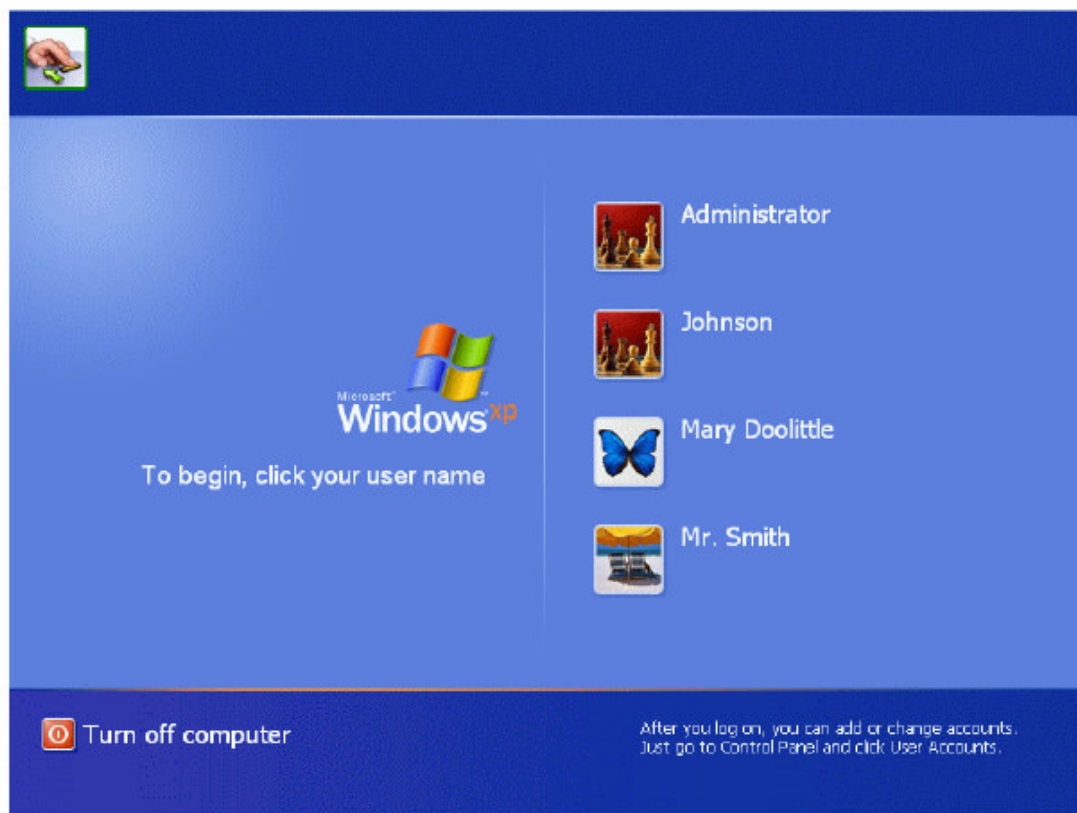 Administrator
Johnson
Microsoft®
Windows xp
Mary Doolittle
To begin, click your user name
Mr. Smith
Turn off computer
After you log on, you can add or change accounts.
Just go to Control Panel and click User Accounts.